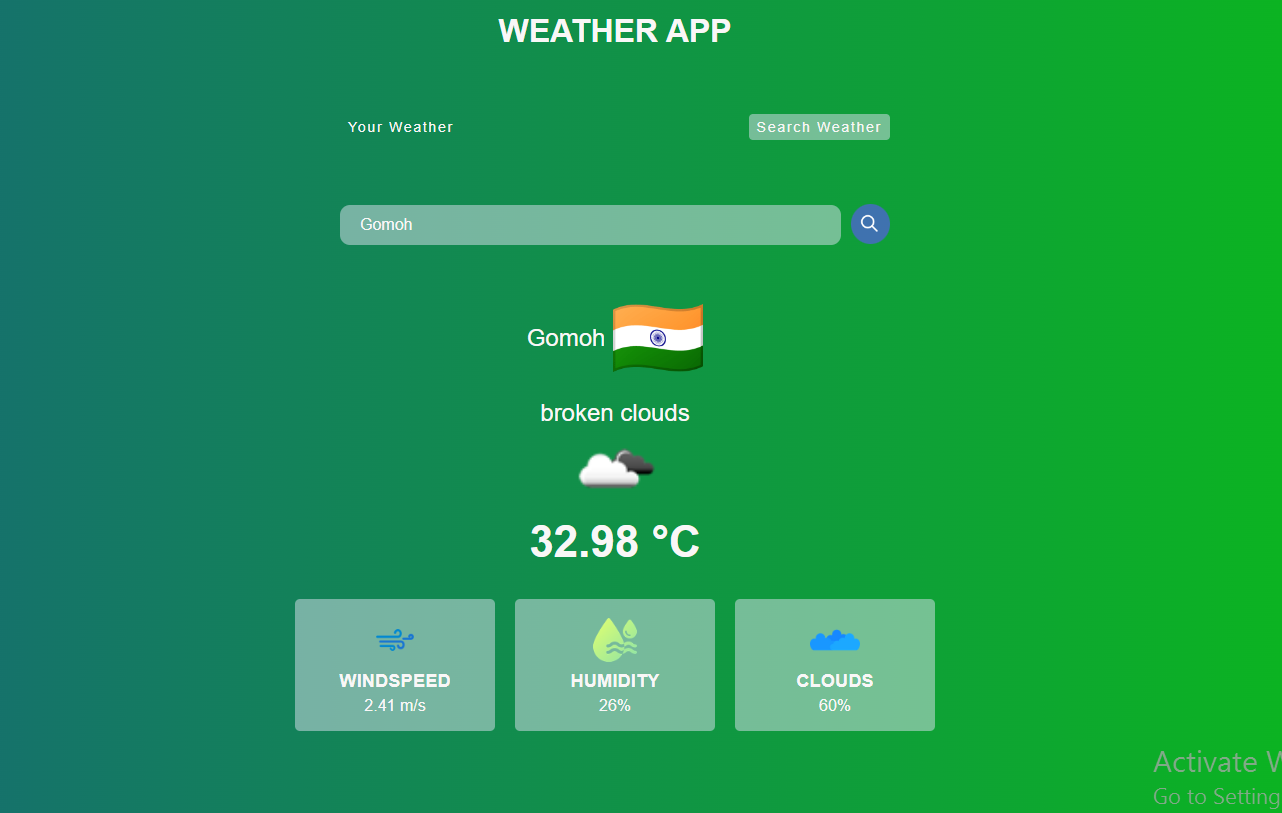 WEATHER APP
Your Weather
Search Weather
Gomoh
Gomoh
broken clouds
32.98 °C
WINDSPEED
2.41 m/s
HUMIDITY
26%
CLOUDS
60%
Activate W
Go to Setting